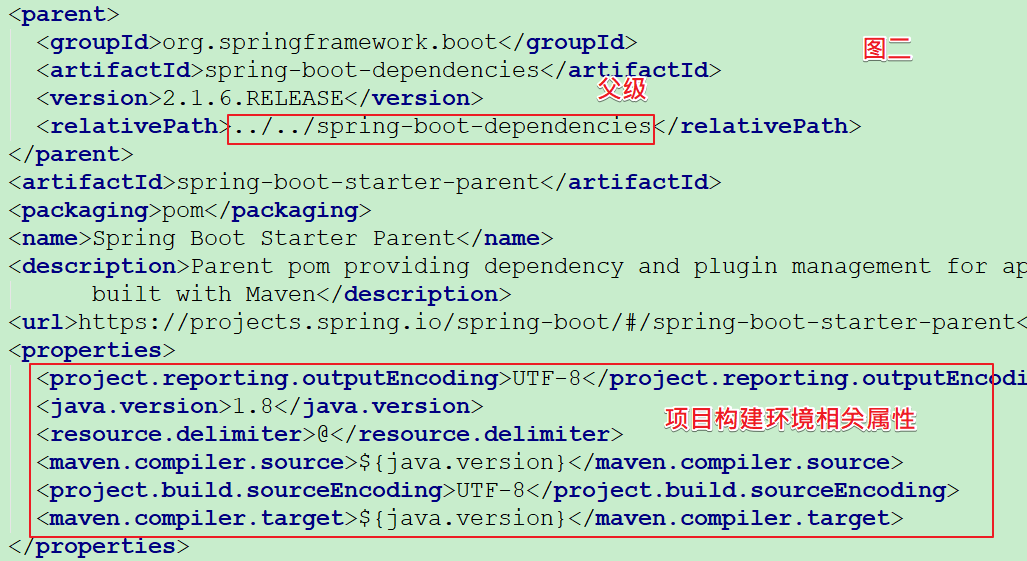 <parent>
<groupId>org.springframework.boot</groupId>
图二
<artifactId>spring-boot-dependencies</artifactId>
父级
<version>2.1.6.RELEASE</version>
<relativePath>../../spring-boot-dependencies</relativePath>
</parent>
<artifactId>spring-boot-starter-parent</artifactId>
<packaging>pom</packaging>
<name>Spring Boot Starter Parent</name>
<description>Parent pom providing dependency and plugin management for ap
built with Maven</description>
<url>https://projects.spring.io/spring-boot/#/spring-boot-starter-parent<
<properties>
<project.reporting.outputEncoding>UTF-8</project.reporting.outputEncodi
<java.version>1.8</java.version>
项目构建环境相关属性
<resource.delimiter>@</resource.delimiter>
<maven.compiler.source>${java.version}</maven.compiler.source>
<project.build.sourceEncoding>UTF-8</project.build.sourceEncoding>
<maven.compiler.target>${java.version}</maven.compiler.target>
</properties>